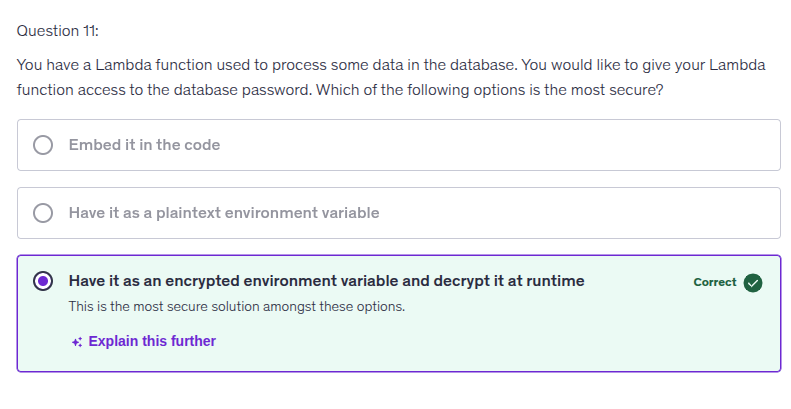 Question 11:
You have a Lambda function used to process some data in the database. You would like to give your Lambda
function access to the database password. Which of the following options is the most secure?
Embed it in the code
Have it as a plaintext environment variable
Have it as an encrypted environment variable and decrypt it at runtime
Correct
This is the most secure solution amongst these options.
Explain this further